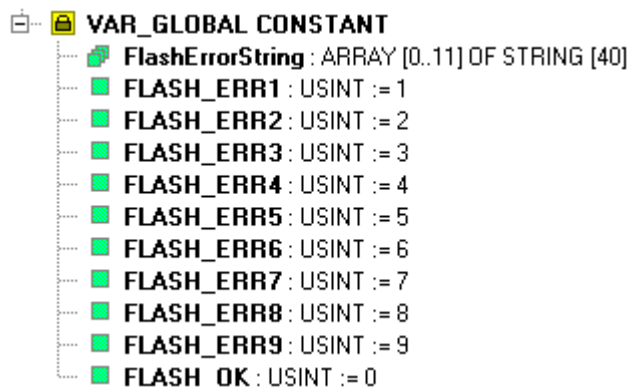 VAR_GLOBAL CONSTANT
FlashErrorString : ARRAY [0..11] OF STRING [40]
FLASH_ERR1 : USINT := 1
FLASH_ERR2 : USINT := 2
FLASH_ERR3 : USINT := 3
FLASH_ERR4 : USINT := 4
FLASH_ERR5 : USINT := 5
FLASH_ERR6 : USINT := 6
FLASH_ERR7 : USINT := 7
FLASH_ERR8 : USINT := 8
FLASH_ERR9 : USINT := 9
FLASH_OK : USINT := 0